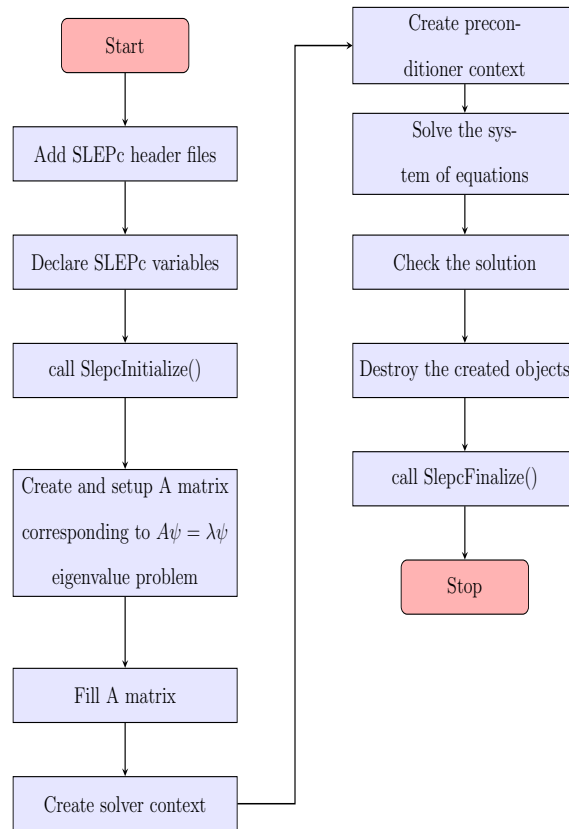 Start
Add SLEPc header files
Declare SLEPc variables
call SlepcInitialize()
Create and setup A matrix
corresponding to Aψ = λψ
eigenvalue problem
Fill A matrix
Create solver context
Create precon-
ditioner context
Solve the sys-
tem of equations
Check the solution
Destroy the created objects
call SlepcFinalize()
Stop